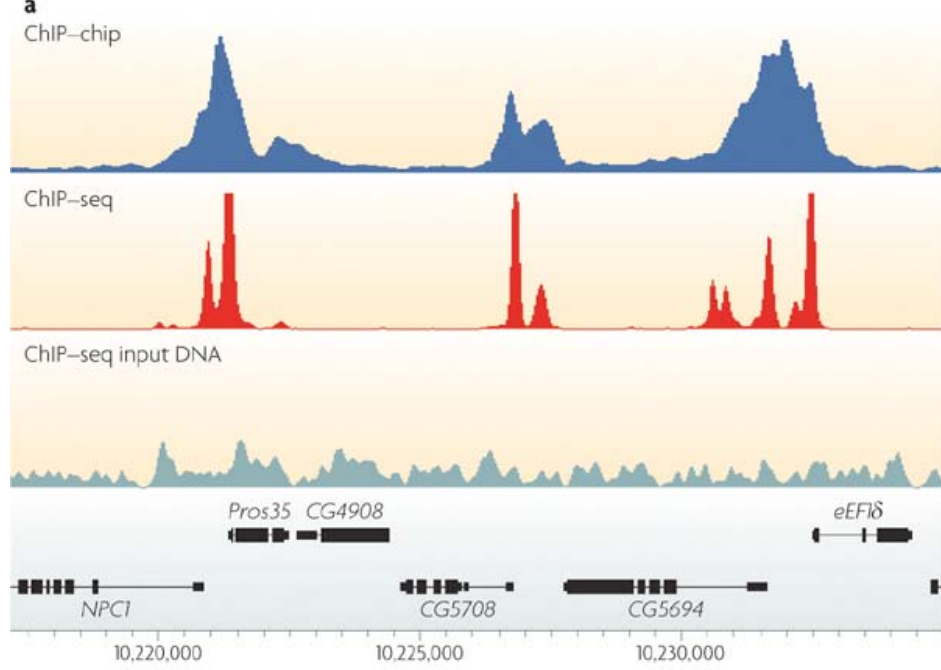 a
ChIP–chip
ChIP–seq
ChIP–seq input DNA
Pros35 CG4908 eEF1δ
NPC1 CG5708 CG5694
10,220,000 10,225,000 10,230,000